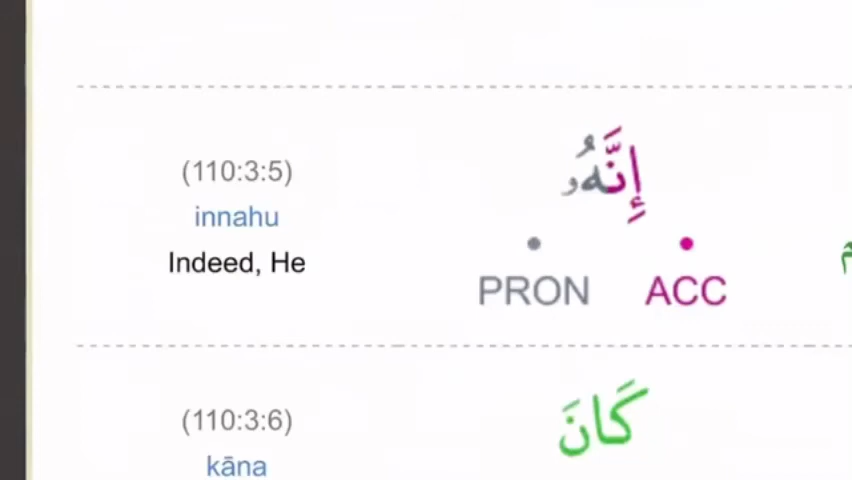 (110:3:5)
innahu
Indeed, He
إِنَّهُۥ
PRON ACC
(110:3:6)
kāna
كَانَ